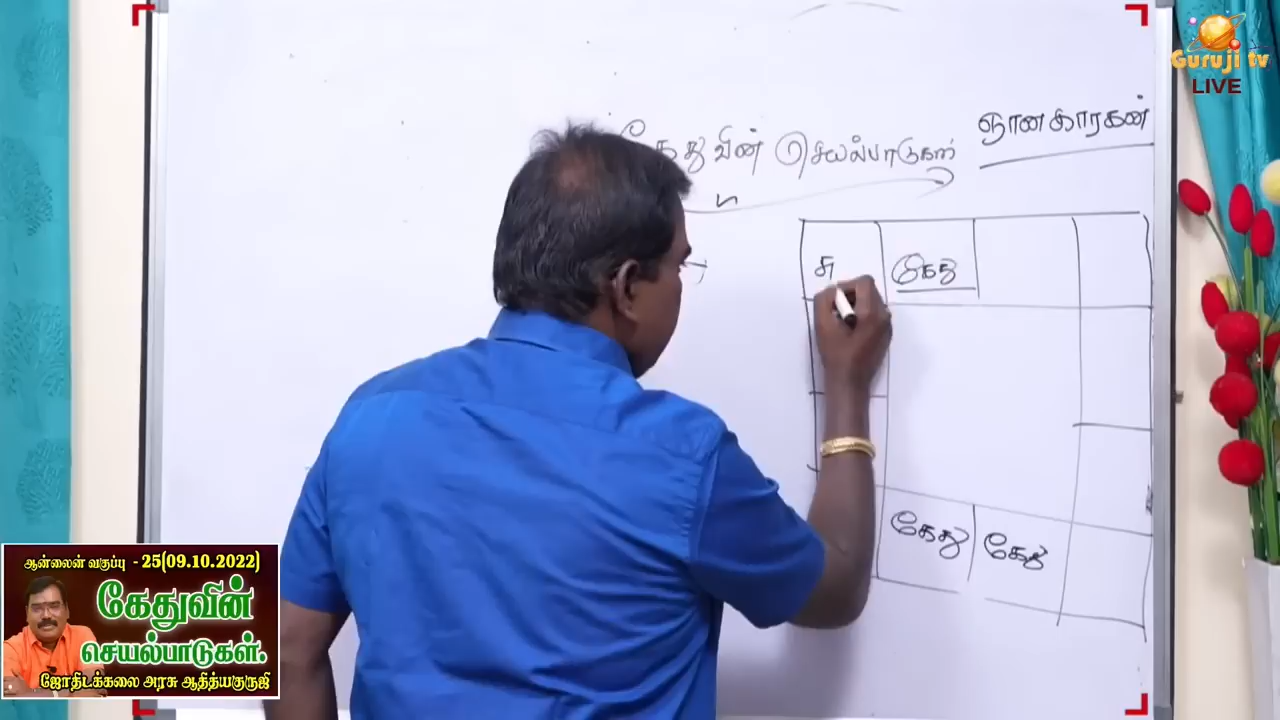 Guruji tv
LIVE
ஞானகாரகன்
கேதுவின் செயல்பாடுகள்
சு
கேது
கேது
கேது
ஆன்லைன் வகுப்பு - 25(09.10.2022)
கேதுவின்
செயல்பாடுகள்.
ஜோதிடக்கலை அரசு ஆதித்யகுருஜி